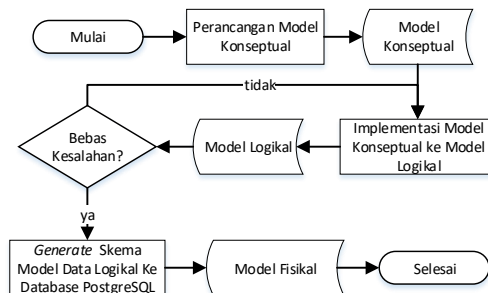 Mulai
Perancangan Model
Konseptual
Model
Konseptual
tidak
Bebas
Kesalahan?
Model Logikal
Implementasi Model
Konseptual ke Model
Logikal
ya
Generate Skema
Model Data Logikal Ke
Database PostgreSQL
Model Fisikal
Selesai